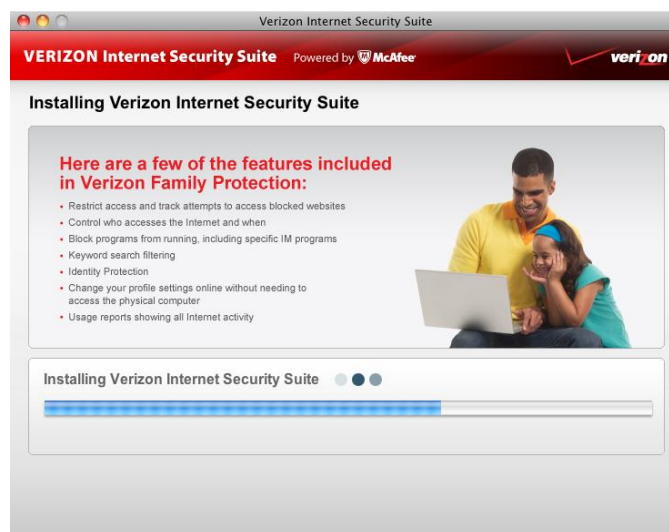 Verizon Internet Security Suite
VERIZON Internet Security Suite Powered by McAfee verizon
Installing Verizon Internet Security Suite
Here are a few of the features included
in Verizon Family Protection:
• Restrict access and track attempts to access blocked websites
• Control who accesses the Internet and when
• Block programs from running, including specific IM programs
• Keyword search filtering
• Identity Protection
• Change your profile settings online without needing to
access the physical computer
• Usage reports showing all Internet activity
Installing Verizon Internet Security Suite